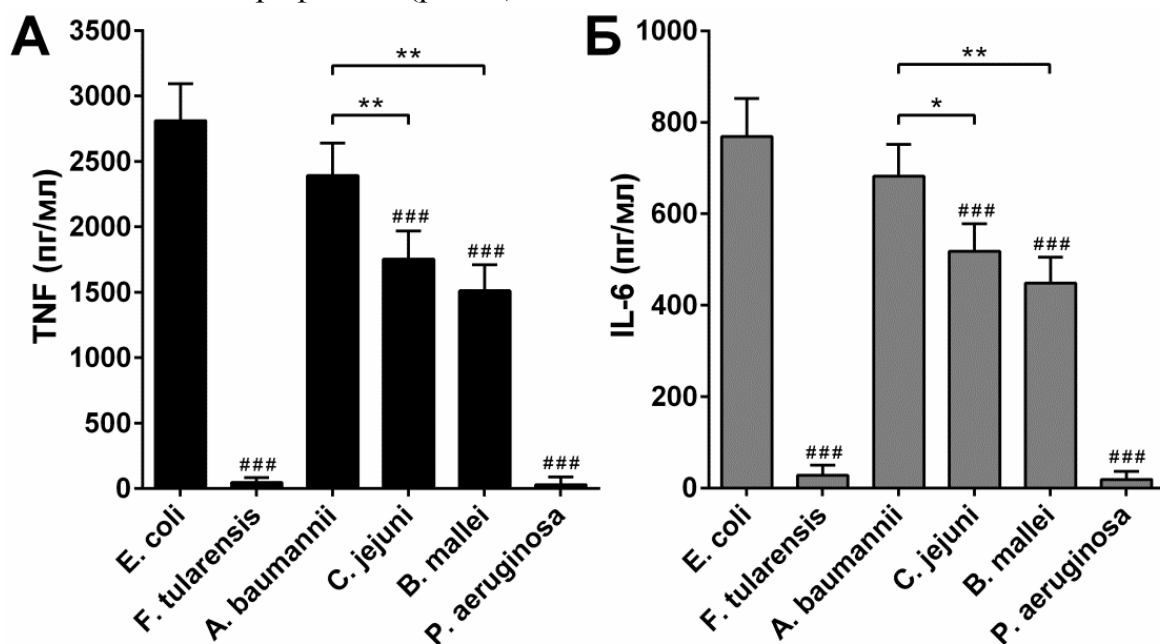 А
TNF (пг/мл)
3500
3000
2500
2000
1500
1000
500
0
**
**
###
###
###
###
E. coli
F. tularensis
A. baumannii
C. jejuni
B. mallei
P. aeruginosa
Б
IL-6 (пг/мл)
1000
800
600
400
200
0
**
*
###
###
###
###
E. coli
F. tularensis
A. baumannii
C. jejuni
B. mallei
P. aeruginosa